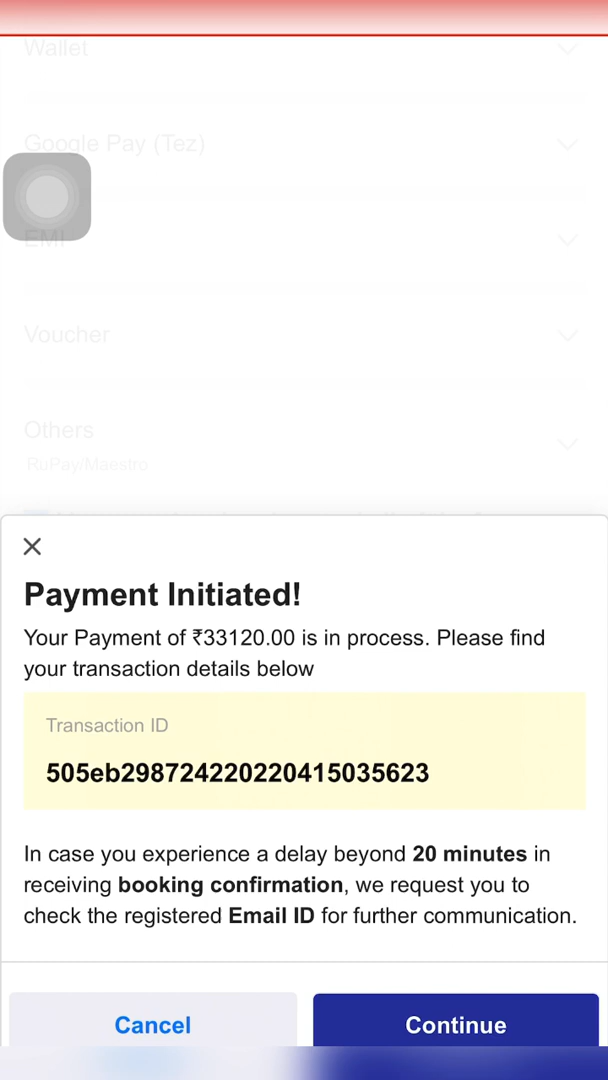 Wallet
Google Pay (Tez)
EMI
Voucher
Others
RuPay/Maestro
Payment Initiated!
Your Payment of ₹33120.00 is in process. Please find
your transaction details below
Transaction ID
505eb298724220220415035623
In case you experience a delay beyond 20 minutes in
receiving booking confirmation, we request you to
check the registered Email ID for further communication.
Cancel
Continue